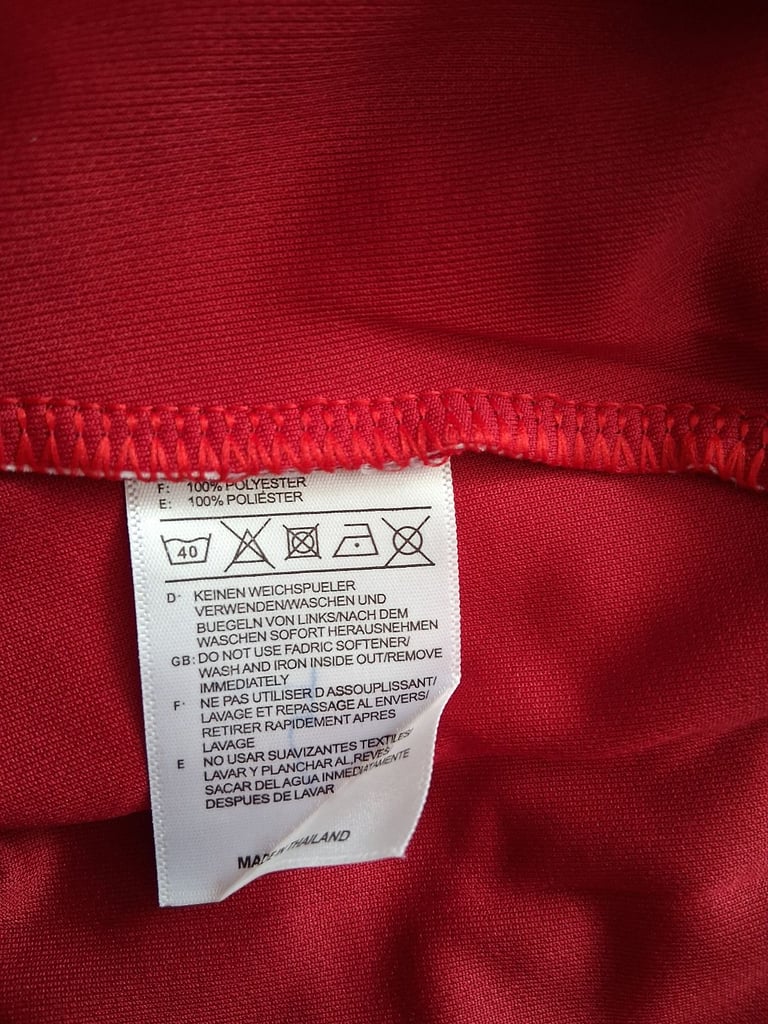 F: 100% POLYESTER
E: 100% POLIÉSTER
40
D· KEINEN WEICHSPUELER
VERWENDEN/WASCHEN UND
BUEGELN VON LINKS/NACH DEM
WASCHEN SOFORT HERAUSNEHMEN
GB: DO NOT USE FADRIC SOFTENER/
WASH AND IRON INSIDE OUT/REMOVE
IMMEDIATELY
F· NE PAS UTILISER D ASSOUPLISSANT/
LAVAGE ET REPASSAGE AL ENVERS/
RETIRER RAPIDEMENT APRES
LAVAGE
E NO USAR SUAVIZANTES TEXTILES/
LAVAR Y PLANCHAR AL,REVES
SACAR DEL AGUA INMEDIATAMENTE
DESPUES DE LAVAR
MADE IN THAILAND